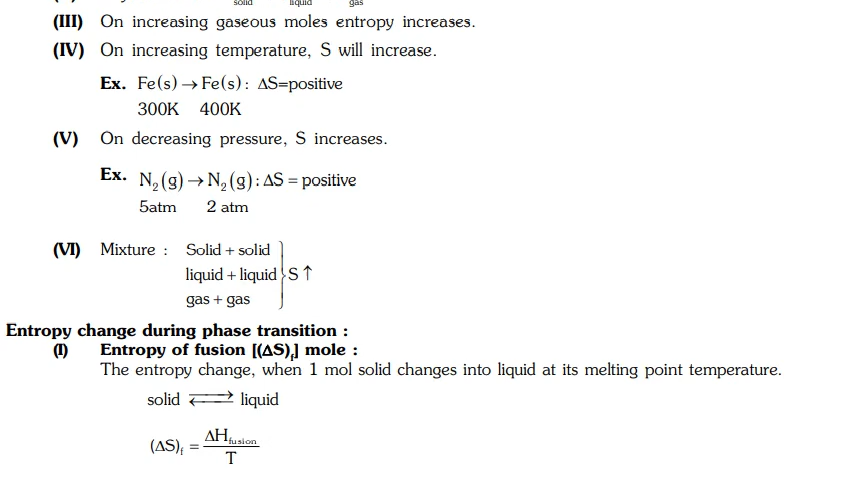 solid liquid gas
(III) On increasing gaseous moles entropy increases.
(IV) On increasing temperature, S will increase.
Ex. Fe(s) → Fe(s) : ΔS=positive
300K 400K
(V) On decreasing pressure, S increases.
Ex. N₂(g) → N₂(g) : ΔS = positive
5atm 2 atm
(VI) Mixture : Solid + solid
liquid + liquid } S ↑
gas + gas
Entropy change during phase transition :
(I) Entropy of fusion [(ΔS)f] mole :
The entropy change, when 1 mol solid changes into liquid at its melting point temperature.
solid ⇌ liquid
(ΔS)f = ΔHfusion / T